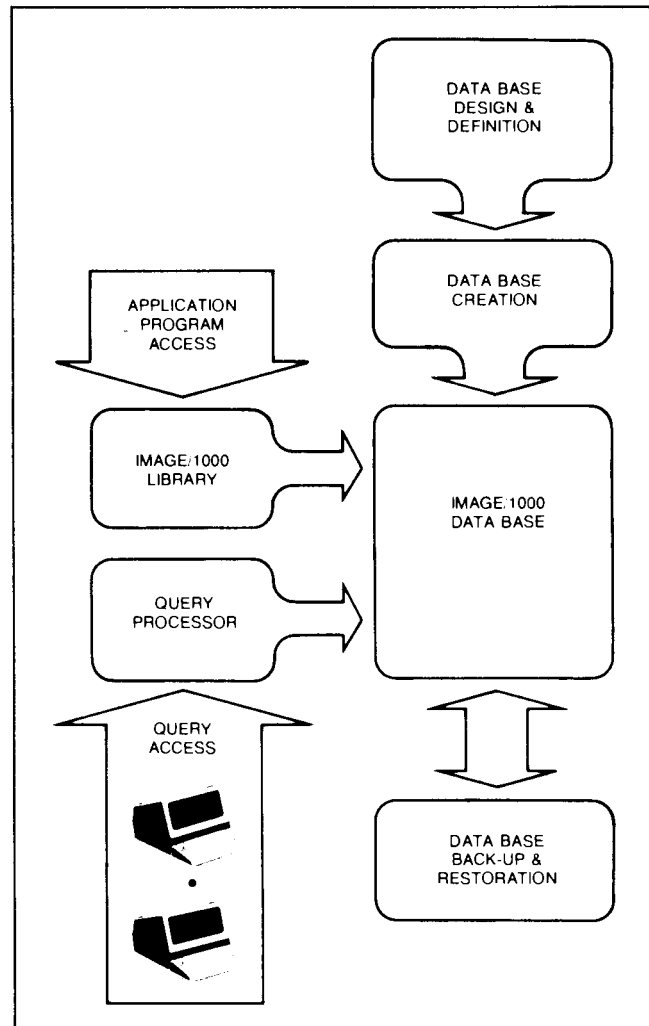 DATA BASE
DESIGN &
DEFINITION
DATA BASE
CREATION
APPLICATION
PROGRAM
ACCESS
IMAGE/1000
LIBRARY
IMAGE/1000
DATA BASE
QUERY
PROCESSOR
QUERY
ACCESS
DATA BASE
BACK-UP &
RESTORATION